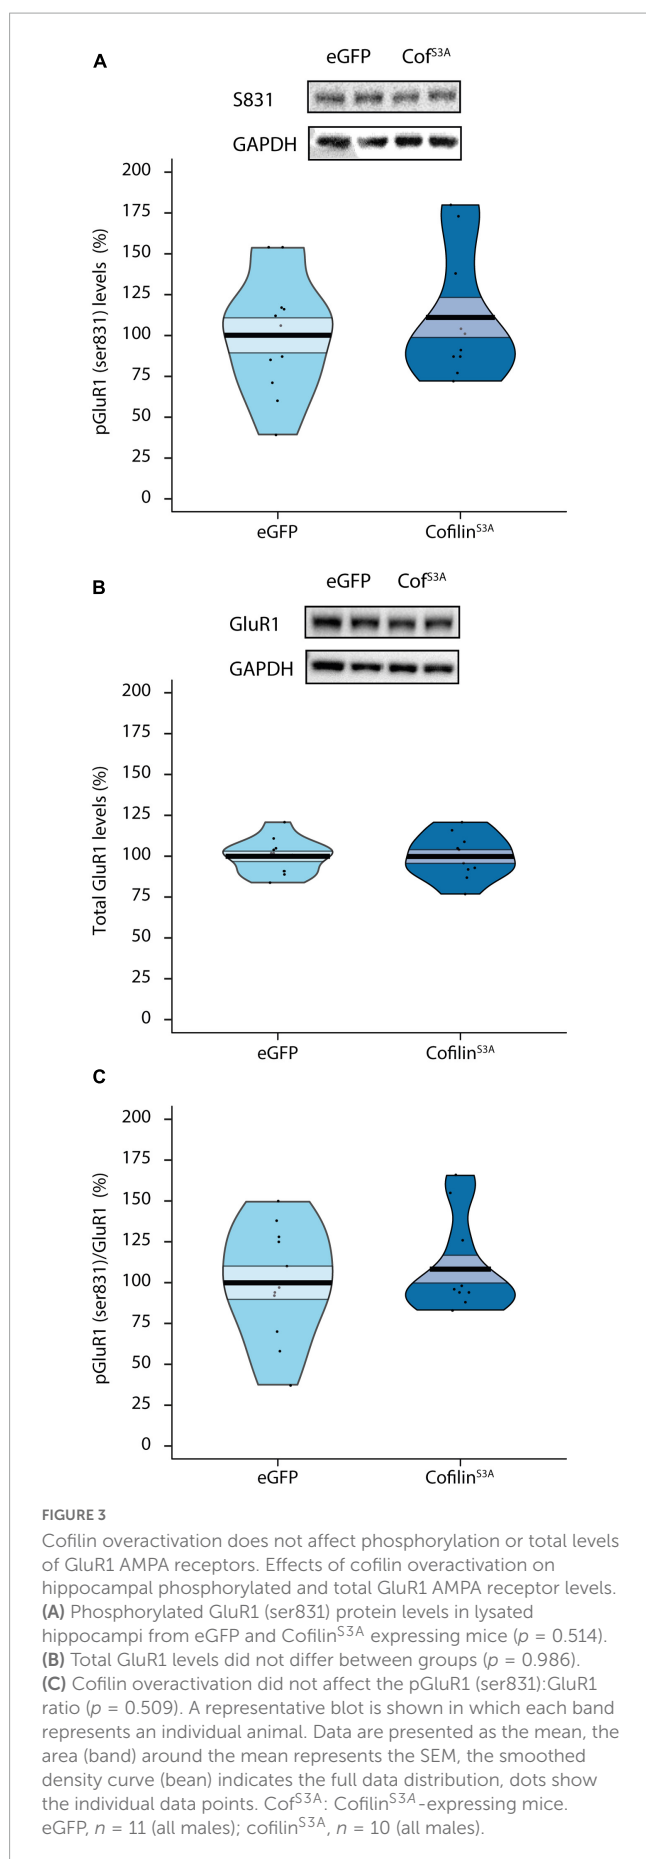 A
eGFP CofS3A
S831
GAPDH
200
175
150
125
100
75
50
25
0
pGluR1 (ser831) levels (%)
eGFP CofilinS3A
B
eGFP CofS3A
GluR1
GAPDH
200
175
150
125
100
75
50
25
0
Total GluR1 levels (%)
eGFP CofilinS3A
C
200
175
150
125
100
75
50
25
0
pGluR1 (ser831)/GluR1 (%)
eGFP CofilinS3A
FIGURE 3
Cofilin overactivation does not affect phosphorylation or total levels
of GluR1 AMPA receptors. Effects of cofilin overactivation on
hippocampal phosphorylated and total GluR1 AMPA receptor levels.
(A) Phosphorylated GluR1 (ser831) protein levels in lysated
hippocampi from eGFP and CofilinS3A expressing mice (p = 0.514).
(B) Total GluR1 levels did not differ between groups (p = 0.986).
(C) Cofilin overactivation did not affect the pGluR1 (ser831):GluR1
ratio (p = 0.509). A representative blot is shown in which each band
represents an individual animal. Data are presented as the mean, the
area (band) around the mean represents the SEM, the smoothed
density curve (bean) indicates the full data distribution, dots show
the individual data points. CofS3A: CofilinS3A-expressing mice.
eGFP, n = 11 (all males); cofilinS3A, n = 10 (all males).